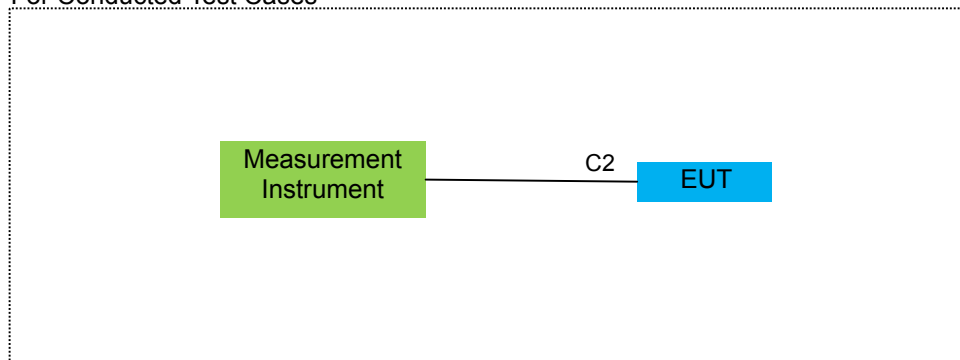 For Conducted Test Cases
Measurement
Instrument
C2
EUT